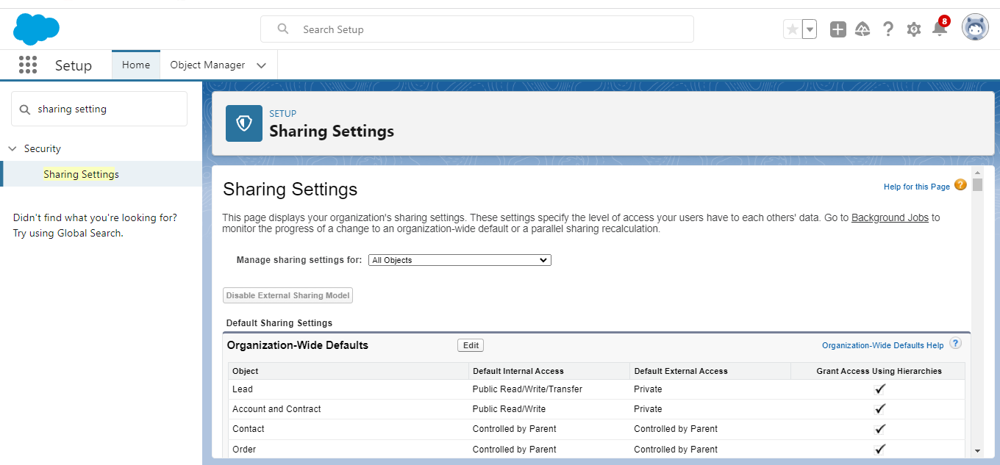 Search Setup
8
Setup
Home
Object Manager
sharing setting
Security
Sharing Settings
Didn't find what you're looking for?
Try using Global Search.
SETUP
Sharing Settings
Sharing Settings
Help for this Page ?
This page displays your organization's sharing settings. These settings specify the level of access your users have to each others' data. Go to Background Jobs to
monitor the progress of a change to an organization-wide default or a parallel sharing recalculation.
Manage sharing settings for: All Objects
Disable External Sharing Model
Default Sharing Settings
Organization-Wide Defaults Edit Organization-Wide Defaults Help ?
Object Default Internal Access Default External Access Grant Access Using Hierarchies
Lead Public Read/Write/Transfer Private ✓
Account and Contract Public Read/Write Private ✓
Contact Controlled by Parent Controlled by Parent ✓
Order Controlled by Parent Controlled by Parent ✓